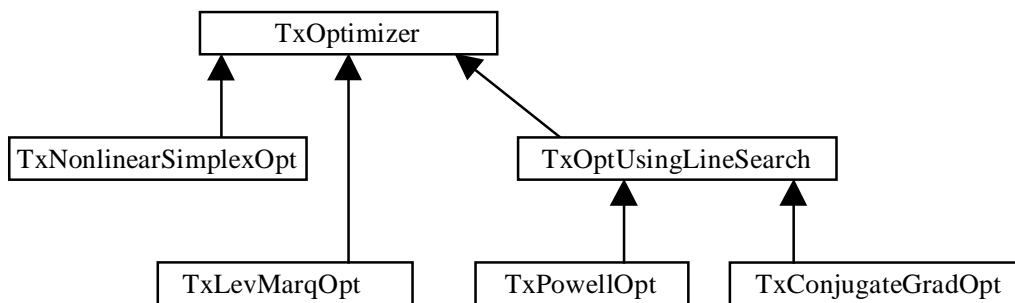 TxOptimizer
TxNonlinearSimplexOpt
TxOptUsingLineSearch
TxLevMarqOpt
TxPowellOpt
TxConjugateGradOpt